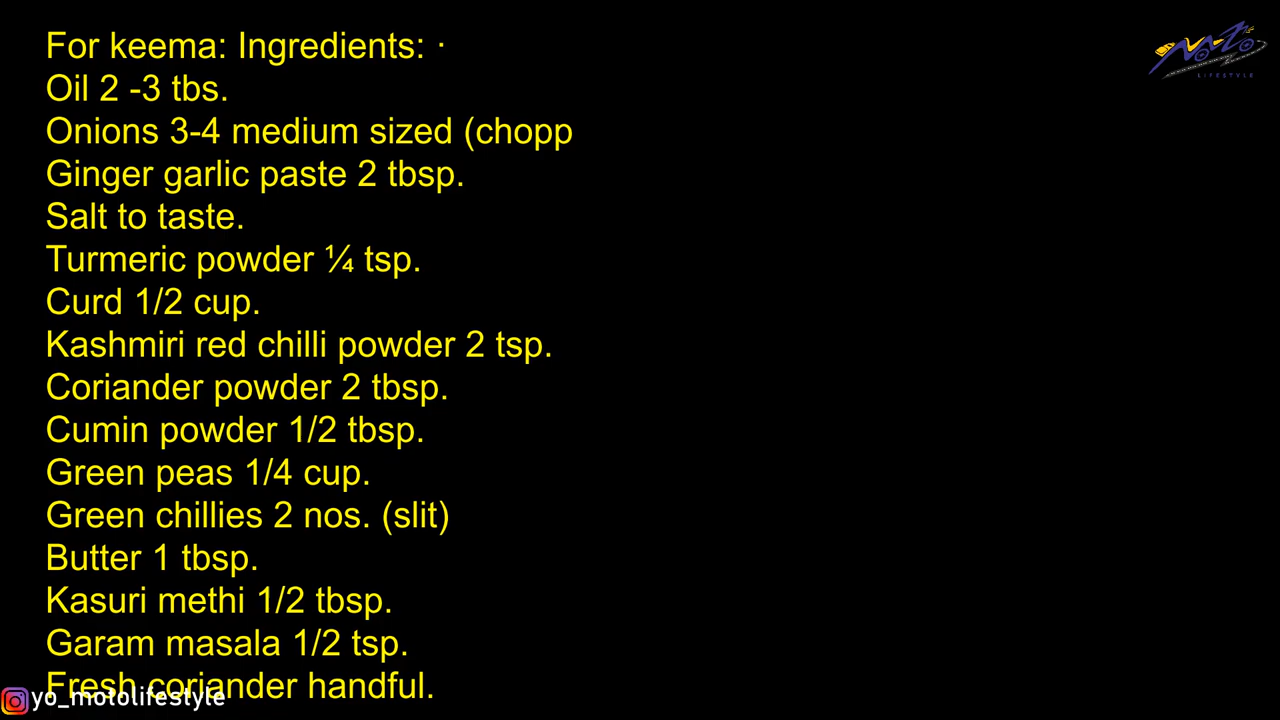 For keema: Ingredients: ·
Oil 2 -3 tbs.
Onions 3-4 medium sized (chopp
Ginger garlic paste 2 tbsp.
Salt to taste.
Turmeric powder ¼ tsp.
Curd 1/2 cup.
Kashmiri red chilli powder 2 tsp.
Coriander powder 2 tbsp.
Cumin powder 1/2 tbsp.
Green peas 1/4 cup.
Green chillies 2 nos. (slit)
Butter 1 tbsp.
Kasuri methi 1/2 tbsp.
Garam masala 1/2 tsp.
Fresh coriander handful.
yo_motolifestyle
Moto
LIFESTYLE